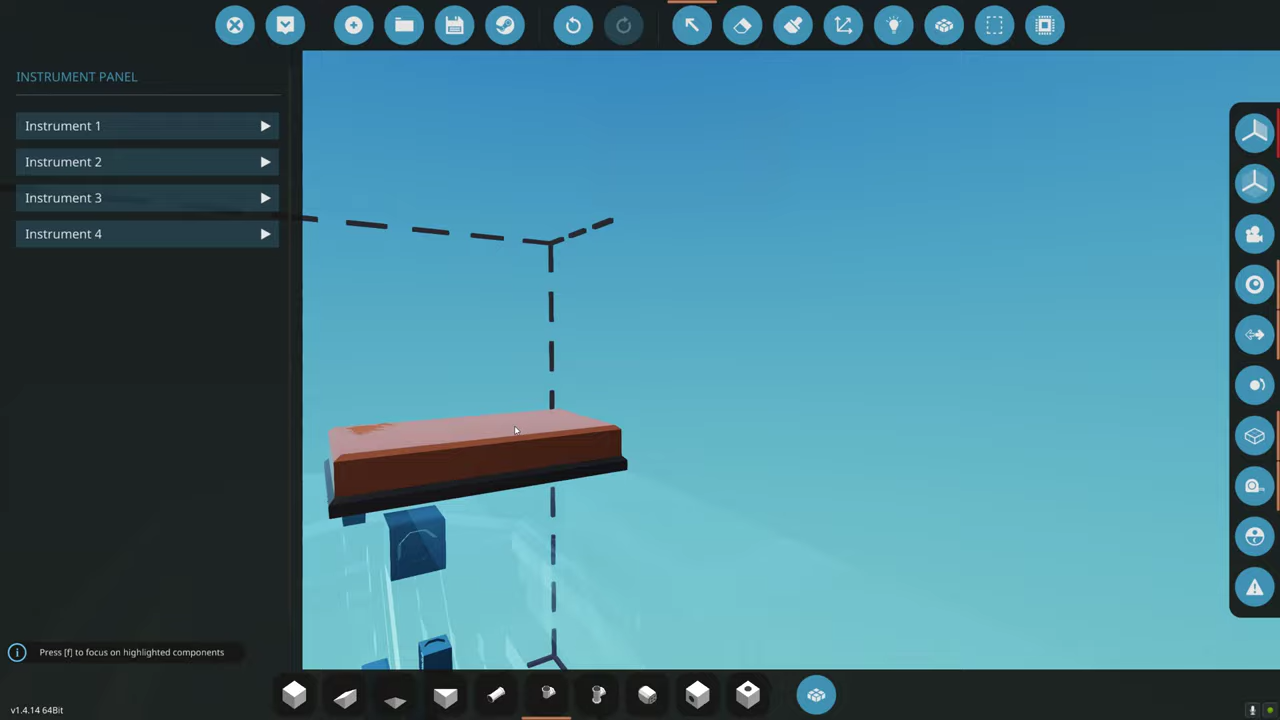 INSTRUMENT PANEL
Instrument 1
Instrument 2
Instrument 3
Instrument 4
Press [f] to focus on highlighted components
v1.4.14 64Bit